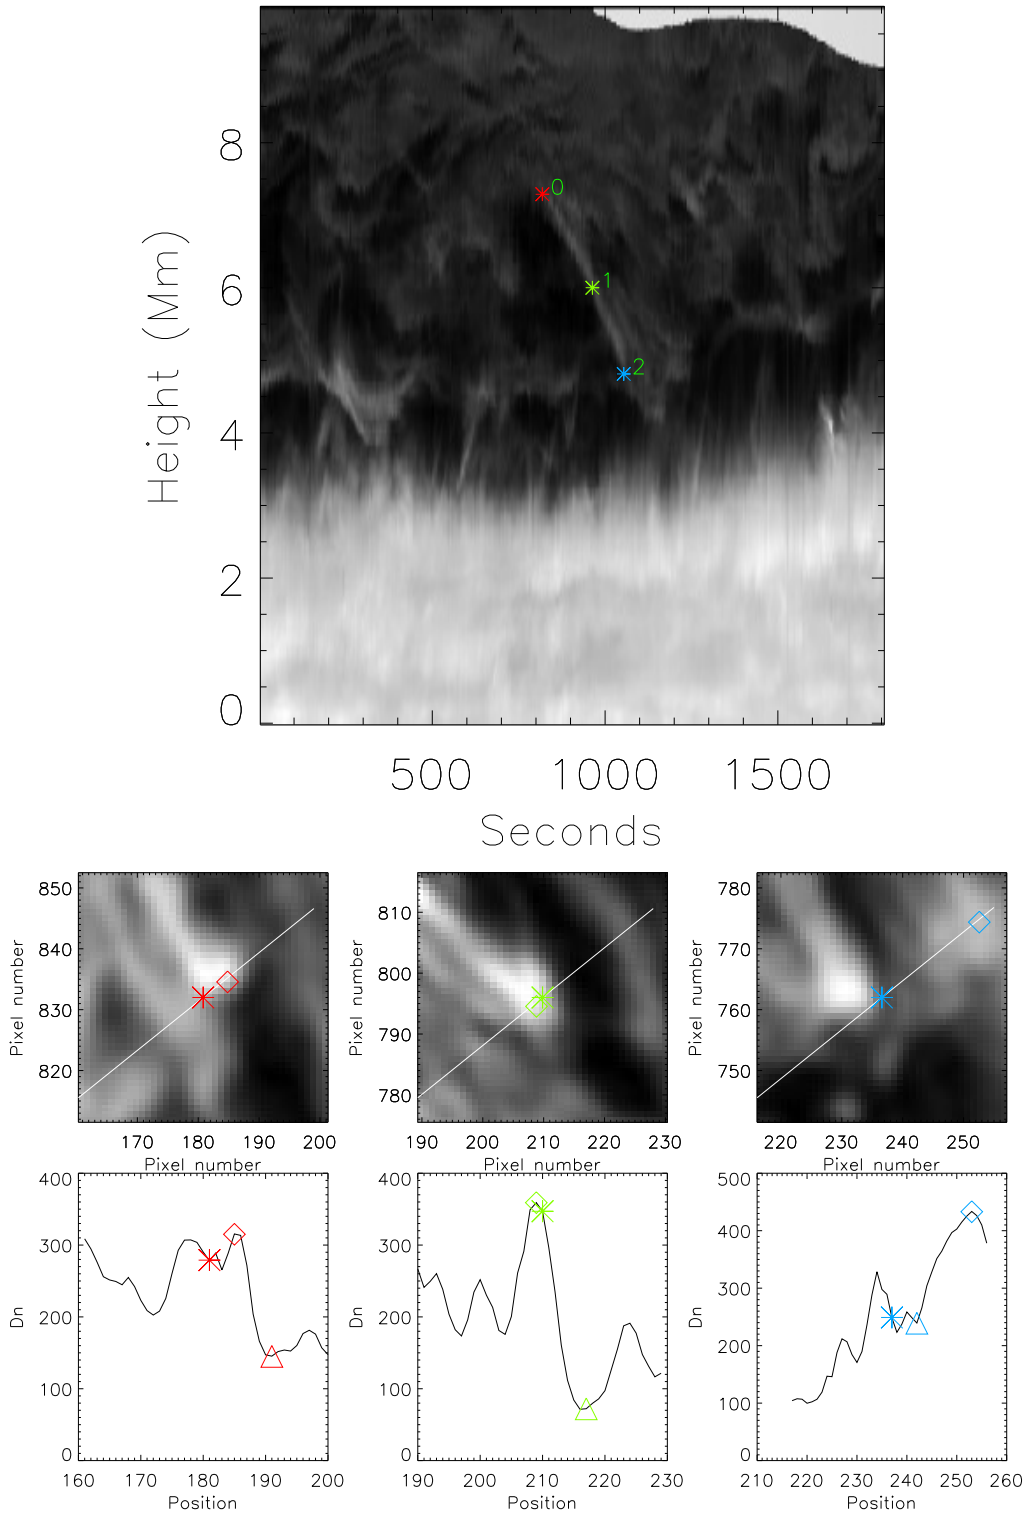 8
6
4
2
0
Height (Mm)
0
1
2
500 1000 1500
Seconds
850
840
830
820
Pixel number
170 180 190 200
Pixel number
810
800
790
780
Pixel number
190 200 210 220 230
Pixel number
780
770
760
750
Pixel number
220 230 240 250
Pixel number
400
300
200
100
0
Dn
160 170 180 190 200
Position
400
300
200
100
0
Dn
190 200 210 220 230
Position
500
400
300
200
100
0
Dn
210 220 230 240 250 260
Position